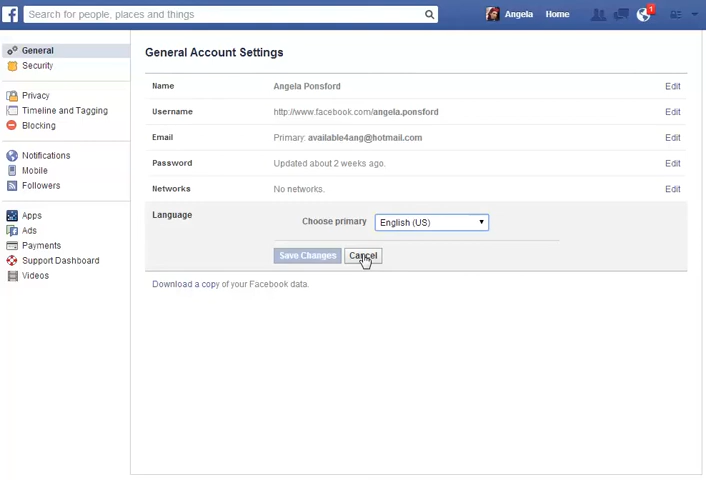 f Search for people, places and things Angela Home 1
General
Security
Privacy
Timeline and Tagging
Blocking
Notifications
Mobile
Followers
Apps
Ads
Payments
Support Dashboard
Videos
General Account Settings
Name Angela Ponsford Edit
Username http://www.facebook.com/angela.ponsford Edit
Email Primary: available4ang@hotmail.com Edit
Password Updated about 2 weeks ago. Edit
Networks No networks. Edit
Language Choose primary English (US)
Save Changes Cancel
Download a copy of your Facebook data.